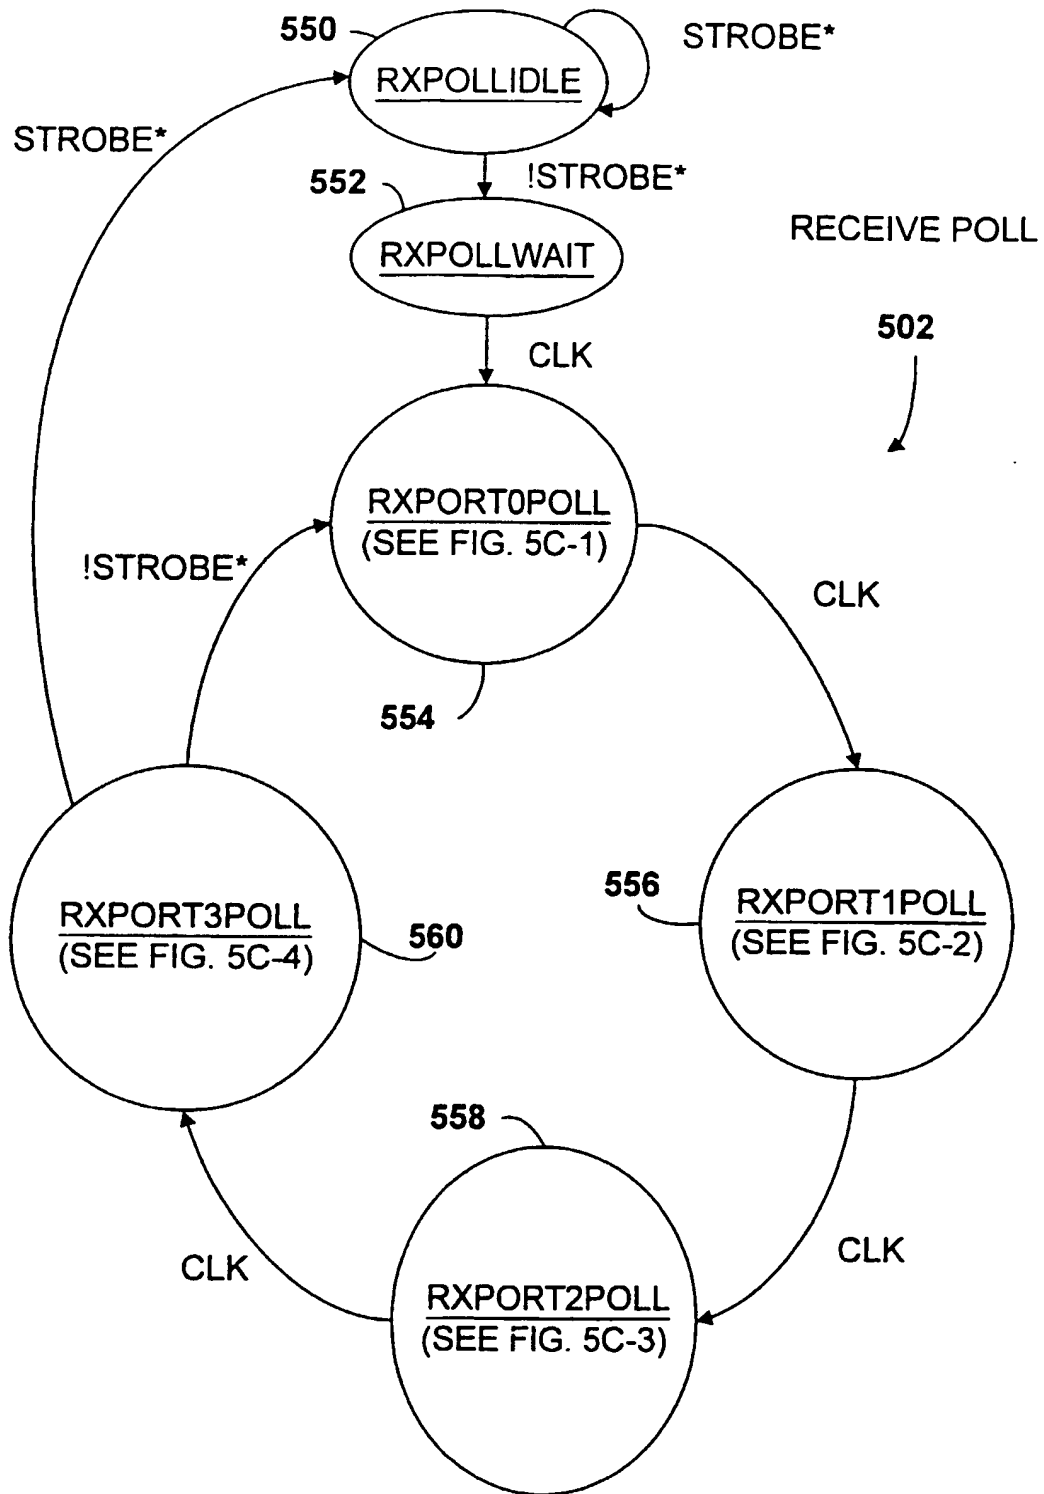 550
RXPOLLIDLE
STROBE*
STROBE*
!STROBE*
552
RXPOLLWAIT
RECEIVE POLL
502
CLK
RXPORT0POLL
(SEE FIG. 5C-1)
!STROBE*
CLK
554
RXPORT3POLL
(SEE FIG. 5C-4)
560
556
RXPORT1POLL
(SEE FIG. 5C-2)
558
CLK
CLK
RXPORT2POLL
(SEE FIG. 5C-3)